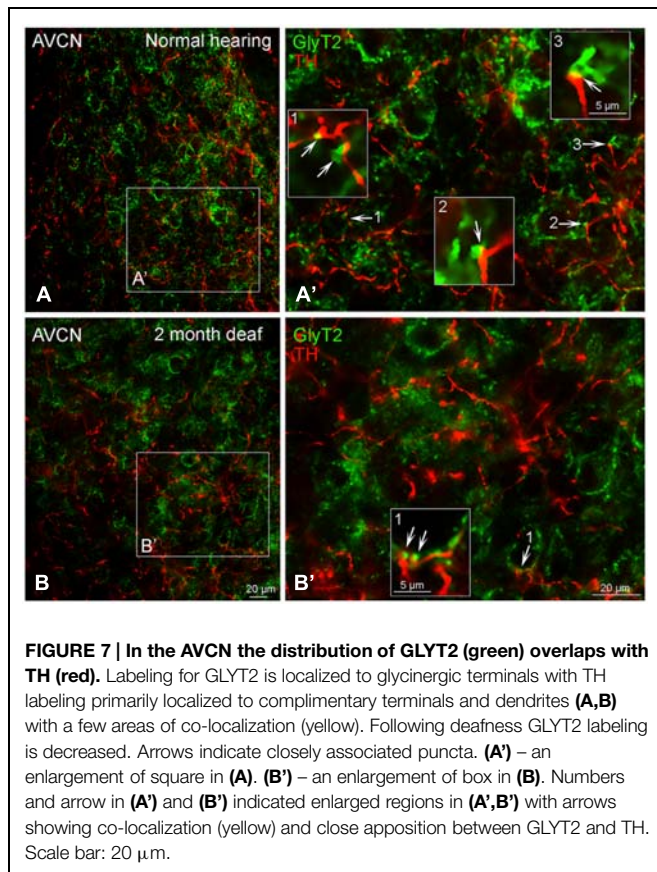 AVCN Normal hearing
A'
A
GlyT2
TH
3
5 µm
1
3
1
2
2
A'
AVCN 2 month deaf
B'
B
20 µm
GlyT2
TH
1
5 µm
1
20 µm
B'
FIGURE 7 | In the AVCN the distribution of GLYT2 (green) overlaps with
TH (red). Labeling for GLYT2 is localized to glycinergic terminals with TH
labeling primarily localized to complimentary terminals and dendrites (A,B)
with a few areas of co-localization (yellow). Following deafness GLYT2 labeling
is decreased. Arrows indicate closely associated puncta. (A') – an
enlargement of square in (A). (B') – an enlargement of box in (B). Numbers
and arrow in (A') and (B') indicated enlarged regions in (A',B') with arrows
showing co-localization (yellow) and close apposition between GLYT2 and TH.
Scale bar: 20 µm.